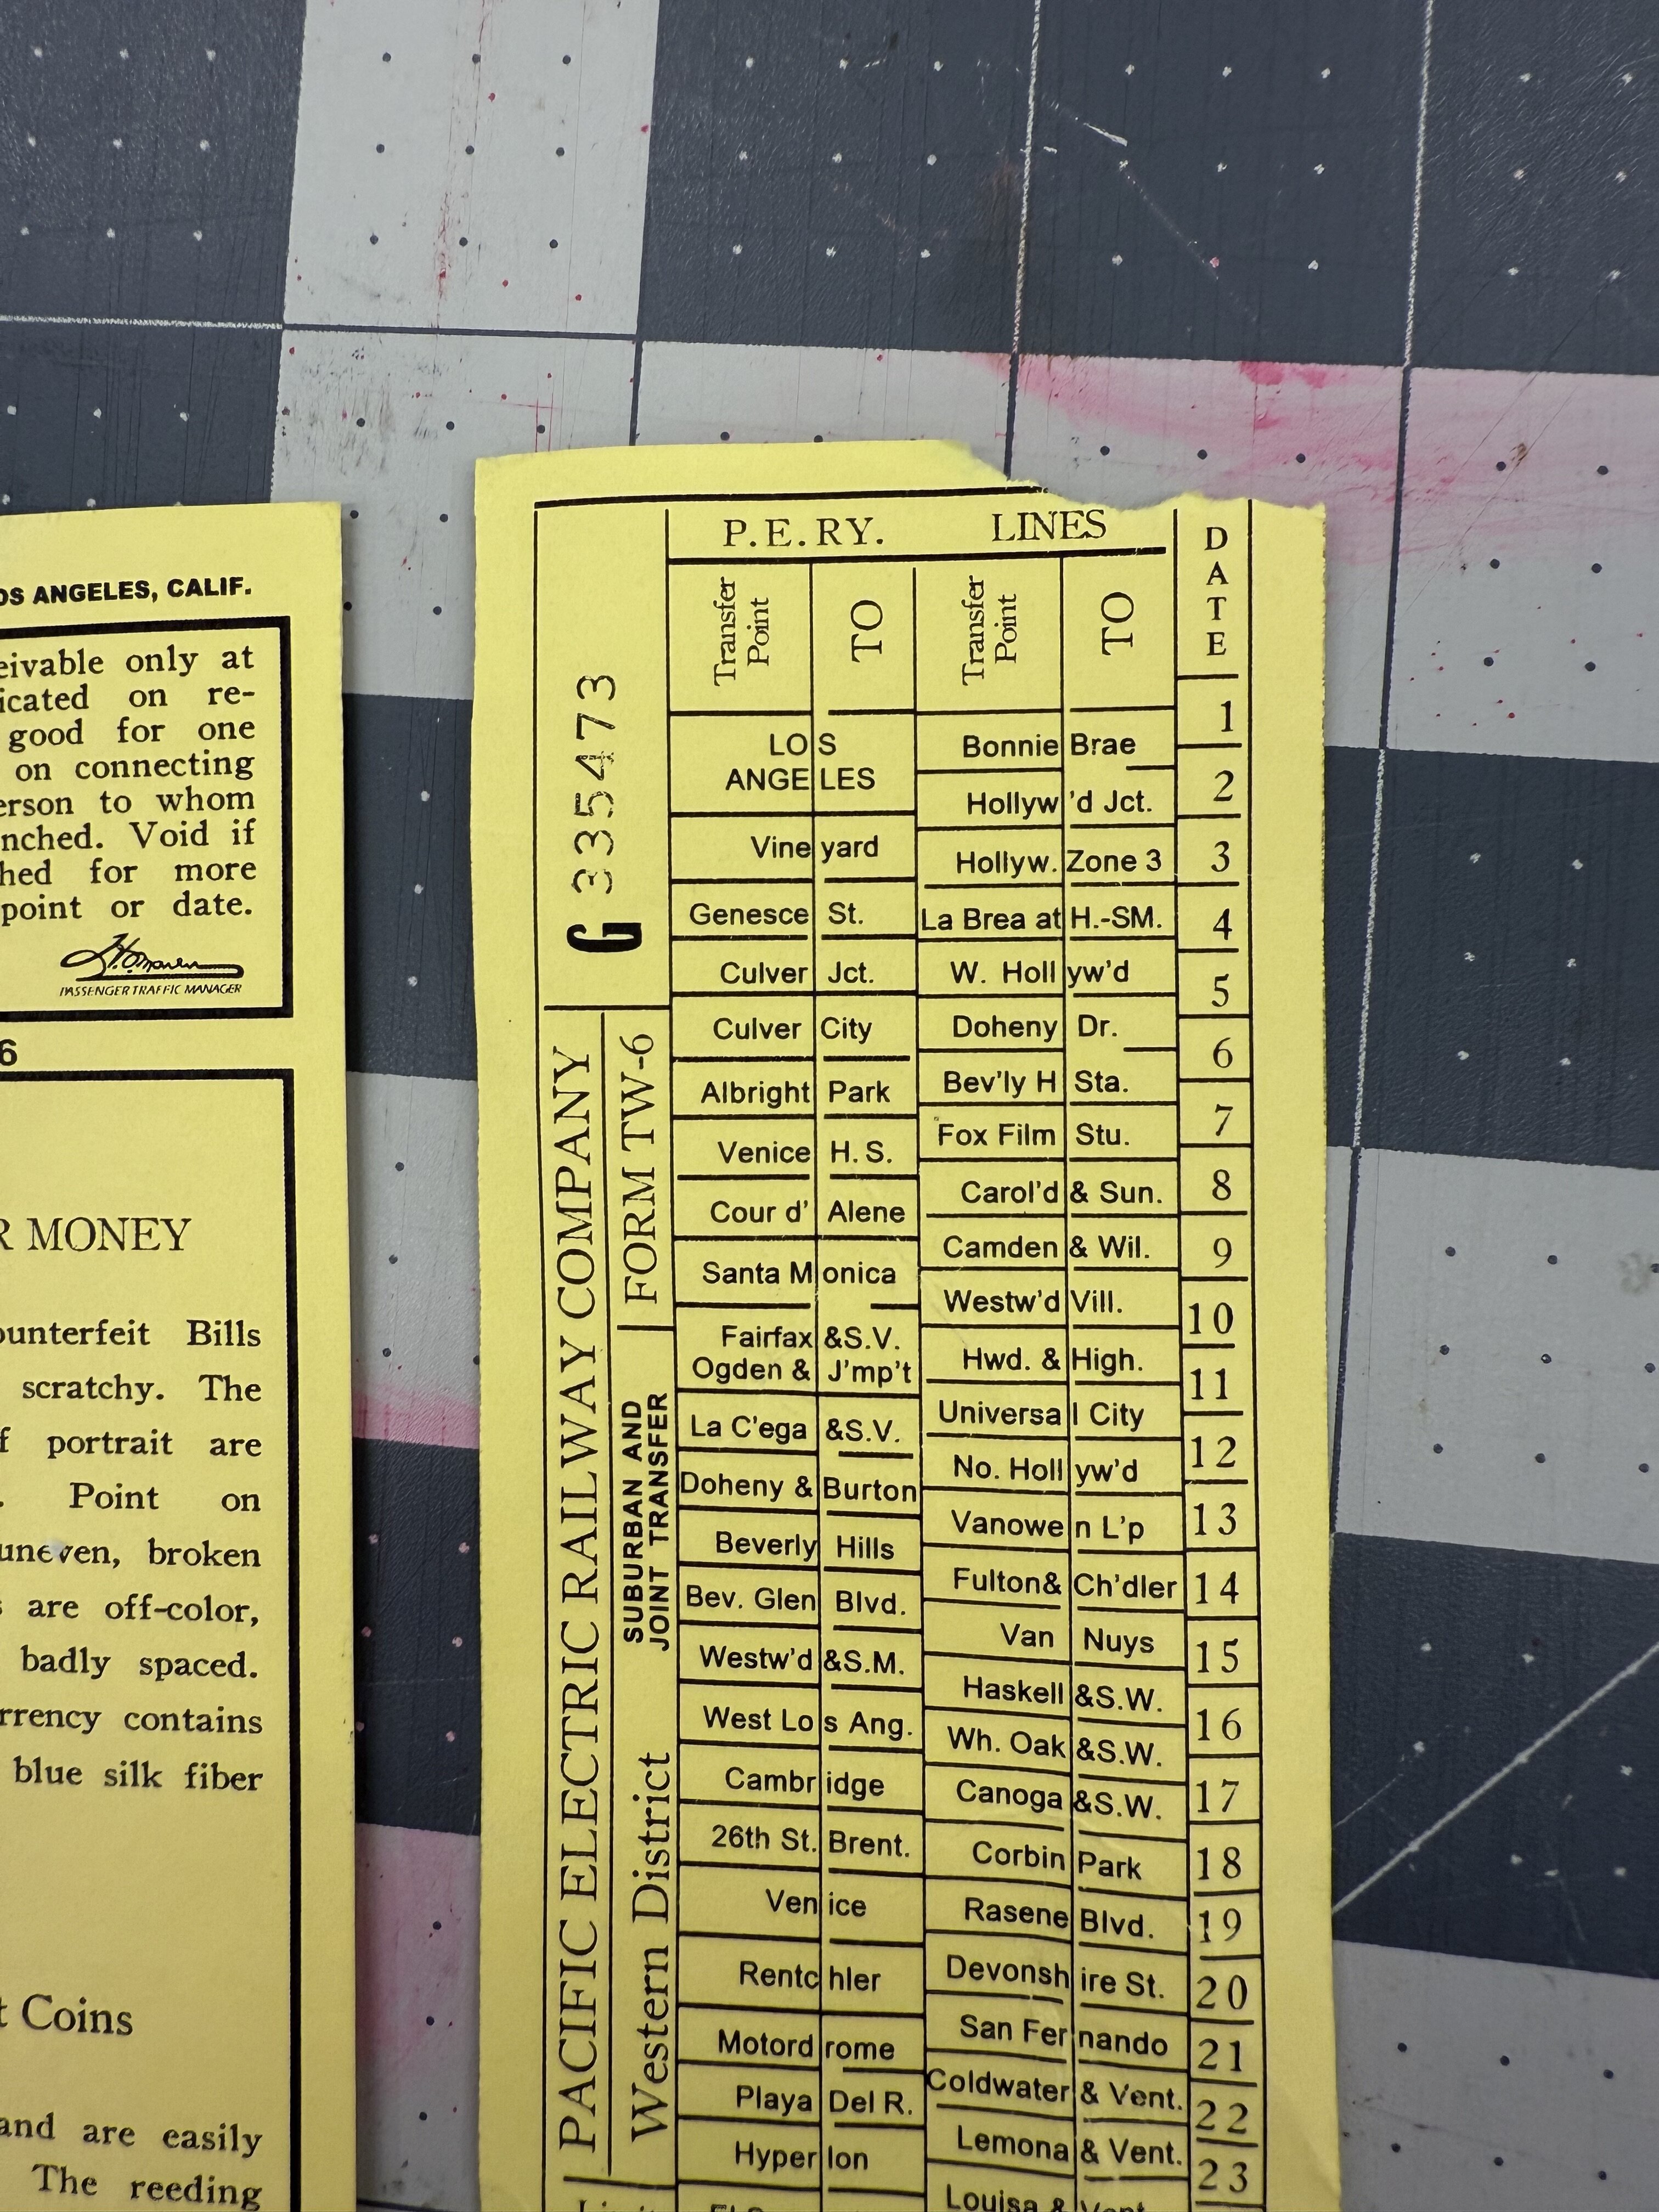 OS ANGELES, CALIF.
eivable only at
icated on re-
good for one
on connecting
erson to whom
nched. Void if
hed for more
point or date.
PASSENGER TRAFFIC MANAGER
6
R MONEY
ounterfeit Bills
scratchy. The
f portrait are
. Point on
uneven, broken
s are off-color,
badly spaced.
rrency contains
blue silk fiber
t Coins
and are easily
The reeding
G 335473
PACIFIC ELECTRIC RAILWAY COMPANY
FORM TW-6
SUBURBAN AND
JOINT TRANSFER
Western District
P.E.RY. LINES
Transfer Point
TO
LOS
ANGELES
Vineyard
Genesce St.
Culver Jct.
Culver City
Albright Park
Venice H.S.
Cour d' Alene
Santa Monica
Fairfax &S.V.
Ogden & J'mp't
La C'ega &S.V.
Doheny & Burton
Beverly Hills
Bev. Glen Blvd.
Westw'd &S.M.
West Los Ang.
Cambridge
26th St. Brent.
Venice
Rentchler
Motordrome
Playa Del R.
Hyperlon
Transfer Point
TO
Bonnie Brae
Hollyw'd Jct.
Hollyw. Zone 3
La Brea at H.-SM.
W. Hollyw'd
Doheny Dr.
Bev'ly H Sta.
Fox Film Stu.
Carol'd & Sun.
Camden & Wil.
Westw'd Vill.
Hwd. & High.
Universal City
No. Hollyw'd
Vanowen L'p
Fulton& Ch'dler
Van Nuys
Haskell &S.W.
Wh. Oak &S.W.
Canoga &S.W.
Corbin Park
Rasene Blvd.
Devonshire St.
San Fernando
Coldwater & Vent.
Lemona & Vent.
Louisa & Vent.
DATE
1
2
3
4
5
6
7
8
9
10
11
12
13
14
15
16
17
18
19
20
21
22
23